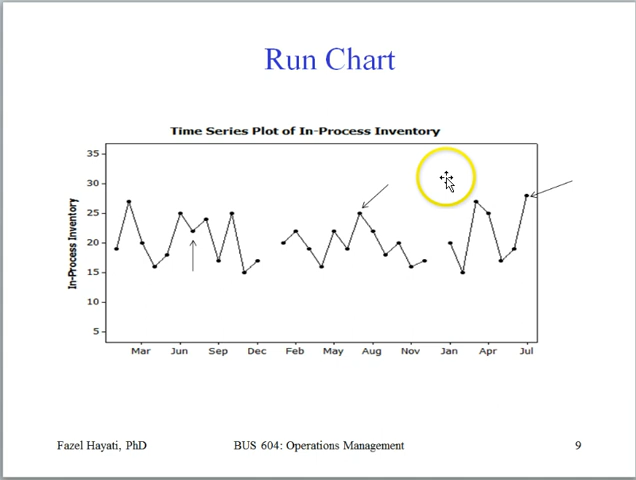 Run Chart
Time Series Plot of In-Process Inventory
In-Process Inventory
35
30
25
20
15
10
5
Mar Jun Sep Dec Feb May Aug Nov Jan Apr Jul
Fazel Hayati, PhD BUS 604: Operations Management 9